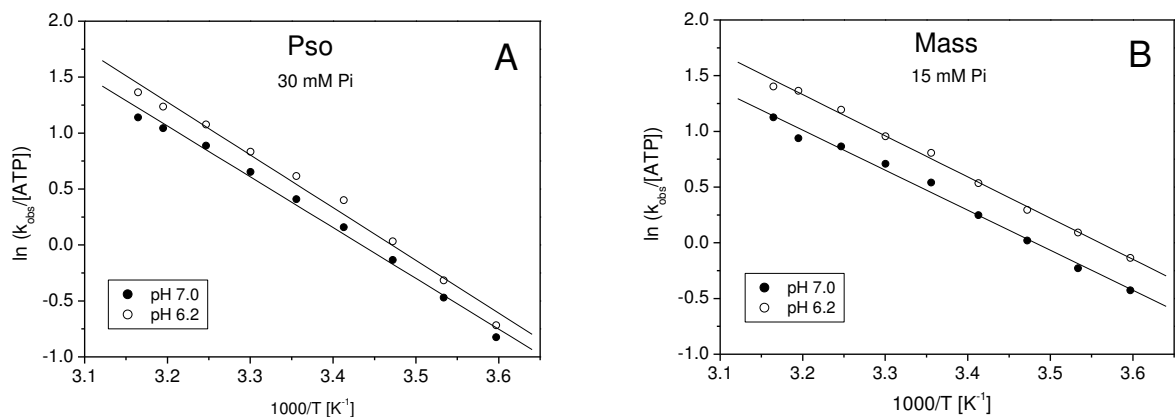 Pso
A
30 mM Pi
2.0
1.5
1.0
0.5
0.0
-0.5
-1.0
ln (kobs/[ATP])
pH 7.0
pH 6.2
3.1 3.2 3.3 3.4 3.5 3.6
1000/T [K⁻¹]
Mass
B
15 mM Pi
2.0
1.5
1.0
0.5
0.0
-0.5
-1.0
ln (kobs/[ATP])
pH 7.0
pH 6.2
3.1 3.2 3.3 3.4 3.5 3.6
1000/T [K⁻¹]